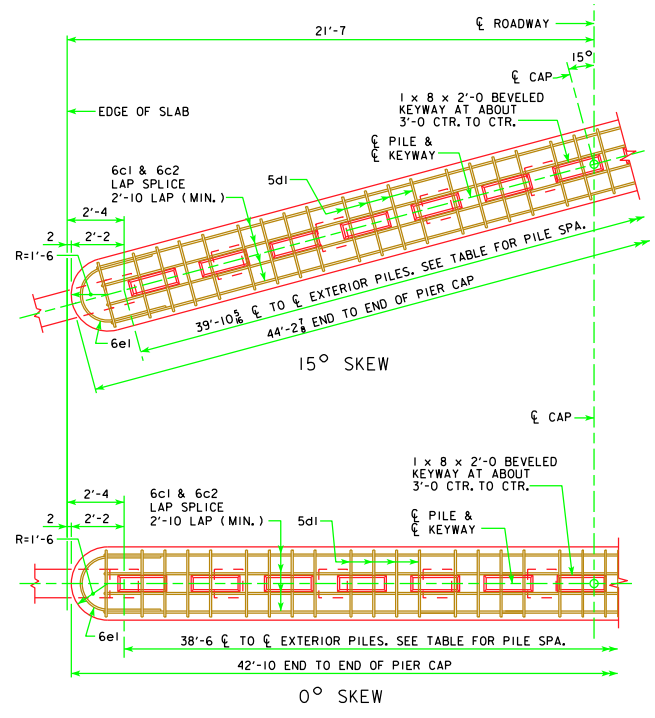 ℄ ROADWAY
21'-7
15°
℄ CAP
1 x 8 x 2'-0 BEVELED
KEYWAY AT ABOUT
3'-0 CTR. TO CTR.
EDGE OF SLAB
℄ PILE &
℄ KEYWAY
6c1 & 6c2
LAP SPLICE
2'-10 LAP (MIN.)
5d1
2'-4
2
2'-2
R=1'-6
6e1
39'-10 5/16 ℄ TO ℄ EXTERIOR PILES. SEE TABLE FOR PILE SPA.
44'-2 7/8 END TO END OF PIER CAP
15° SKEW
℄ CAP
1 x 8 x 2'-0 BEVELED
KEYWAY AT ABOUT
3'-0 CTR. TO CTR.
2'-4
6c1 & 6c2
LAP SPLICE
2'-10 LAP (MIN.)
5d1
℄ PILE &
℄ KEYWAY
2
2'-2
R=1'-6
6e1
38'-6 ℄ TO ℄ EXTERIOR PILES. SEE TABLE FOR PILE SPA.
42'-10 END TO END OF PIER CAP
0° SKEW